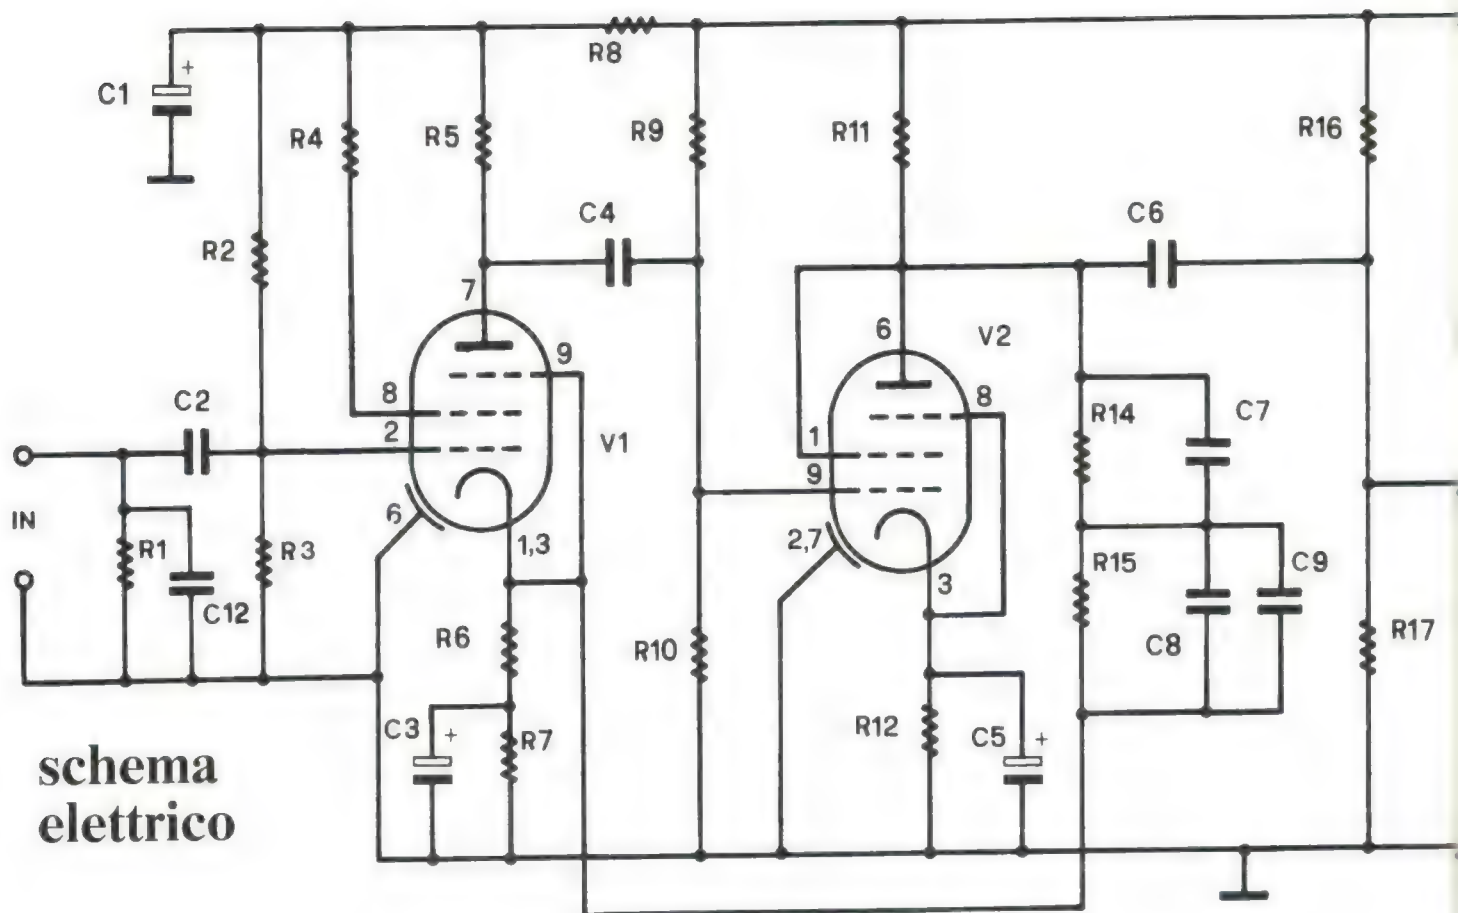 R8
C1
+
R4
R5
R9
R11
R16
C4
C6
R2
7
6
V2
9
8
C2
8
R14
C7
2
V1
1
9
IN
6
1,3
2,7
R1
R3
3
R15
C9
C12
R6
R10
C8
R17
C3
+
R7
R12
C5
+
schema
elettrico